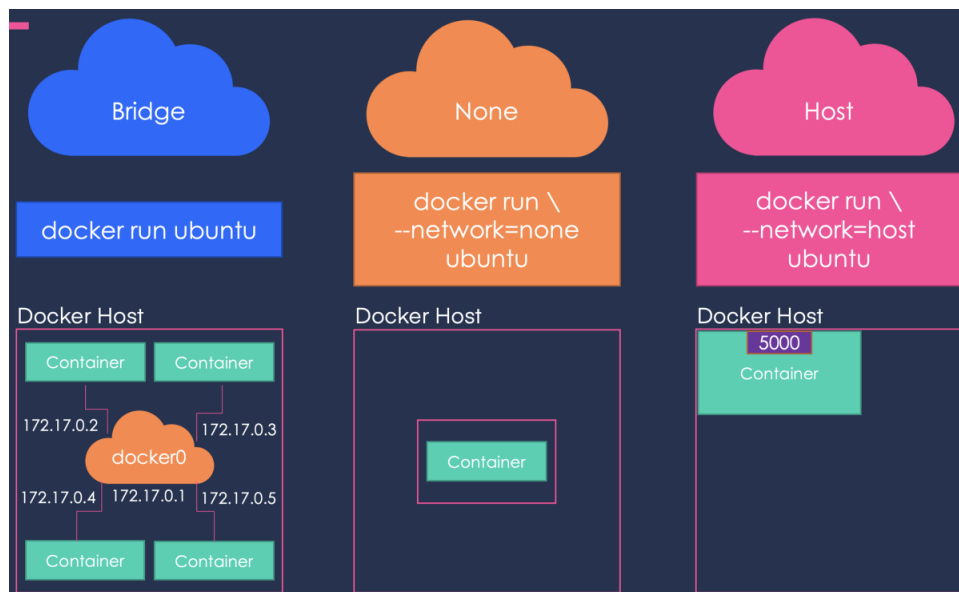 Bridge
None
Host
docker run ubuntu
docker run \
--network=none
ubuntu
docker run \
--network=host
ubuntu
Docker Host
Container
Container
172.17.0.2
172.17.0.3
docker0
172.17.0.4
172.17.0.1
172.17.0.5
Container
Container
Docker Host
Container
Docker Host
5000
Container